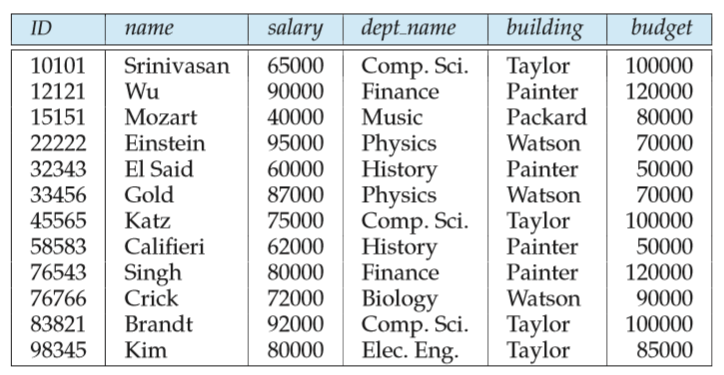 ID name salary dept_name building budget
10101 Srinivasan 65000 Comp. Sci. Taylor 100000
12121 Wu 90000 Finance Painter 120000
15151 Mozart 40000 Music Packard 80000
22222 Einstein 95000 Physics Watson 70000
32343 El Said 60000 History Painter 50000
33456 Gold 87000 Physics Watson 70000
45565 Katz 75000 Comp. Sci. Taylor 100000
58583 Califieri 62000 History Painter 50000
76543 Singh 80000 Finance Painter 120000
76766 Crick 72000 Biology Watson 90000
83821 Brandt 92000 Comp. Sci. Taylor 100000
98345 Kim 80000 Elec. Eng. Taylor 85000